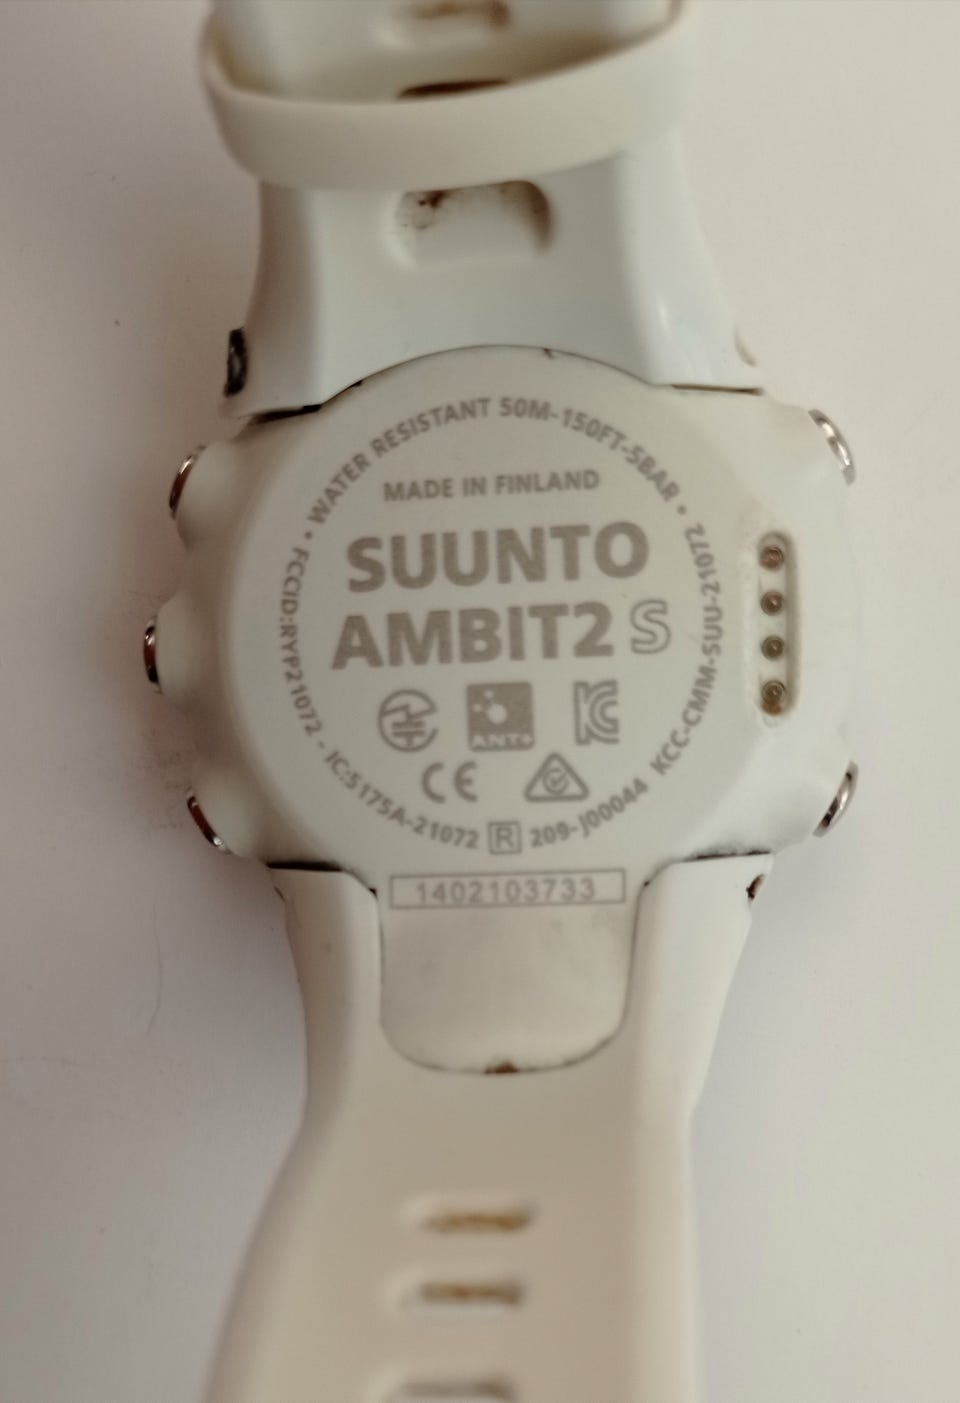 WATER RESISTANT 50M-150FT-5BAR •
KCC-CMM-SUU-21072
• FCCID:RYP21072 - IC:5175A-21072 R 209-J00044
MADE IN FINLAND
SUUNTO
AMBIT2 S
ANT+
CE
1402103733